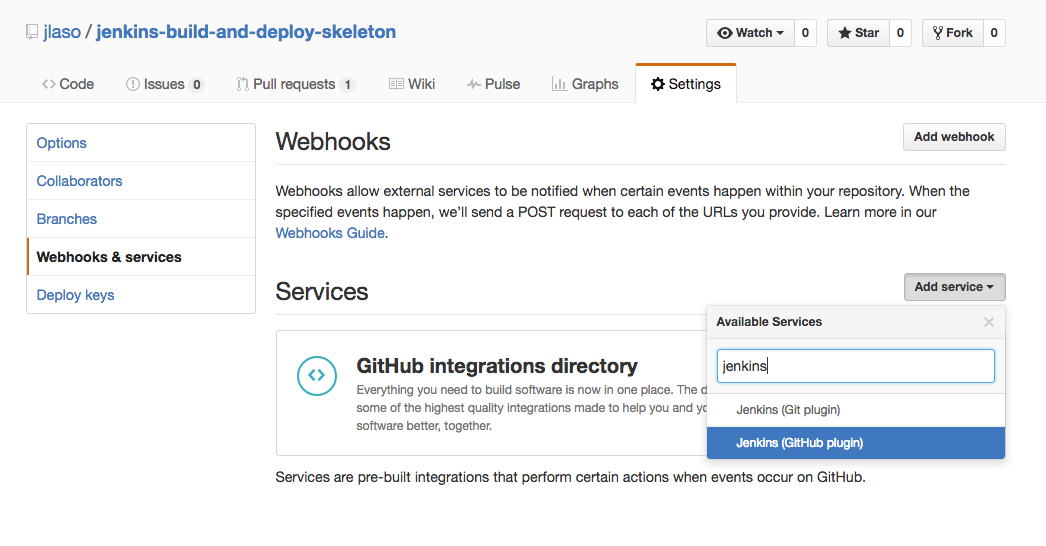 jlaso / jenkins-build-and-deploy-skeleton
Watch 0 Star 0 Fork 0
Code Issues 0 Pull requests 1 Wiki Pulse Graphs Settings
Options
Collaborators
Branches
Webhooks & services
Deploy keys
Webhooks
Add webhook
Webhooks allow external services to be notified when certain events happen within your repository. When the
specified events happen, we'll send a POST request to each of the URLs you provide. Learn more in our
Webhooks Guide.
Services
Add service
Available Services
jenkins
Jenkins (Git plugin)
Jenkins (GitHub plugin)
GitHub integrations directory
Everything you need to build software is now in one place. The
some of the highest quality integrations made to help you and
software better, together.
Services are pre-built integrations that perform certain actions when events occur on GitHub.